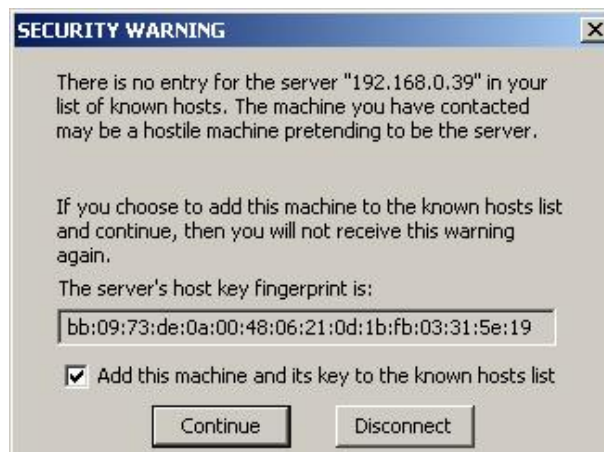 SECURITY WARNING
There is no entry for the server "192.168.0.39" in your
list of known hosts. The machine you have contacted
may be a hostile machine pretending to be the server.
If you choose to add this machine to the known hosts list
and continue, then you will not receive this warning
again.
The server's host key fingerprint is:
bb:09:73:de:0a:00:48:06:21:0d:1b:fb:03:31:5e:19
Add this machine and its key to the known hosts list
Continue Disconnect